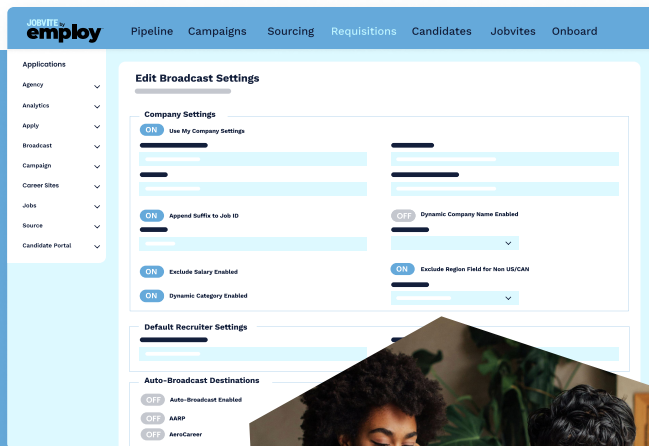 JOBVITE by
employ
Pipeline Campaigns Sourcing Requisitions Candidates Jobvites Onboard
Applications
Agency
Analytics
Apply
Broadcast
Campaign
Career Sites
Jobs
Source
Candidate Portal
Edit Broadcast Settings
Company Settings
ON Use My Company Settings
ON Append Suffix to Job ID
OFF Dynamic Company Name Enabled
ON Exclude Salary Enabled
ON Exclude Region Field for Non US/CAN
ON Dynamic Category Enabled
Default Recruiter Settings
Auto-Broadcast Destinations
OFF Auto-Broadcast Enabled
OFF AARP
OFF AeroCareer